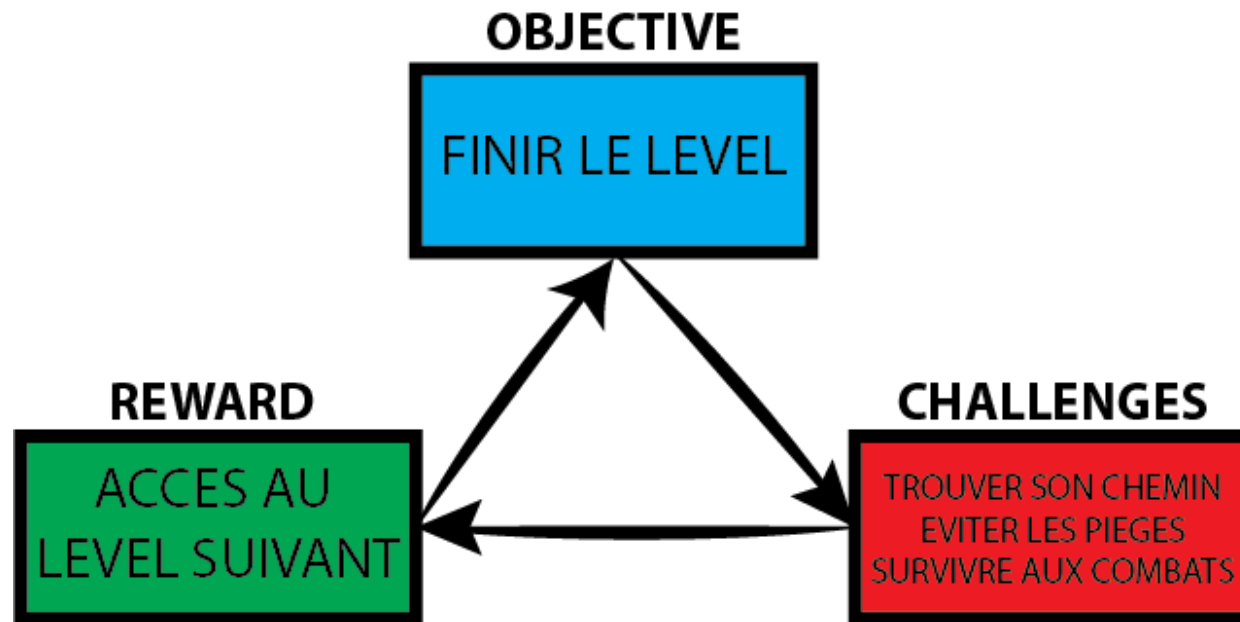 OBJECTIVE
FINIR LE LEVEL
REWARD
ACCES AU
LEVEL SUIVANT
CHALLENGES
TROUVER SON CHEMIN
EVITER LES PIEGES
SURVIVRE AUX COMBATS